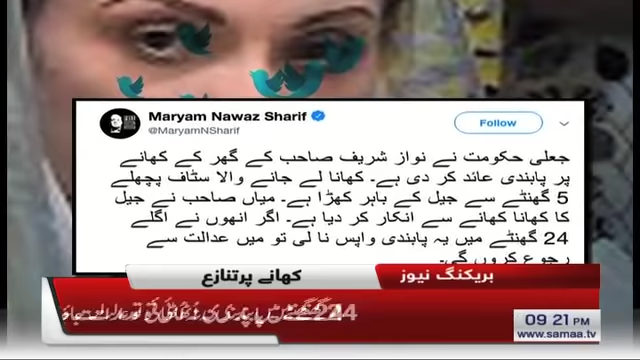 Maryam Nawaz Sharif
@MaryamNSharif
Follow
جعلی حکومت نے نواز شریف صاحب کے گھر کے کھانے
پر پابندی عائد کر دی ہے۔ کھانا لے جانے والا سٹاف پچھلے
5 گھنٹے سے جیل کے باہر کھڑا ہے۔ میاں صاحب نے جیل
کا کھانا کھانے سے انکار کر دیا ہے۔ اگر انھوں نے اگلے
24 گھنٹے میں یہ پابندی واپس نا لی تو میں عدالت سے
رجوع کروں گی۔
بریکنگ نیوز
کھانے پرتنازع
24
09 21 PM
www.samaa.tv